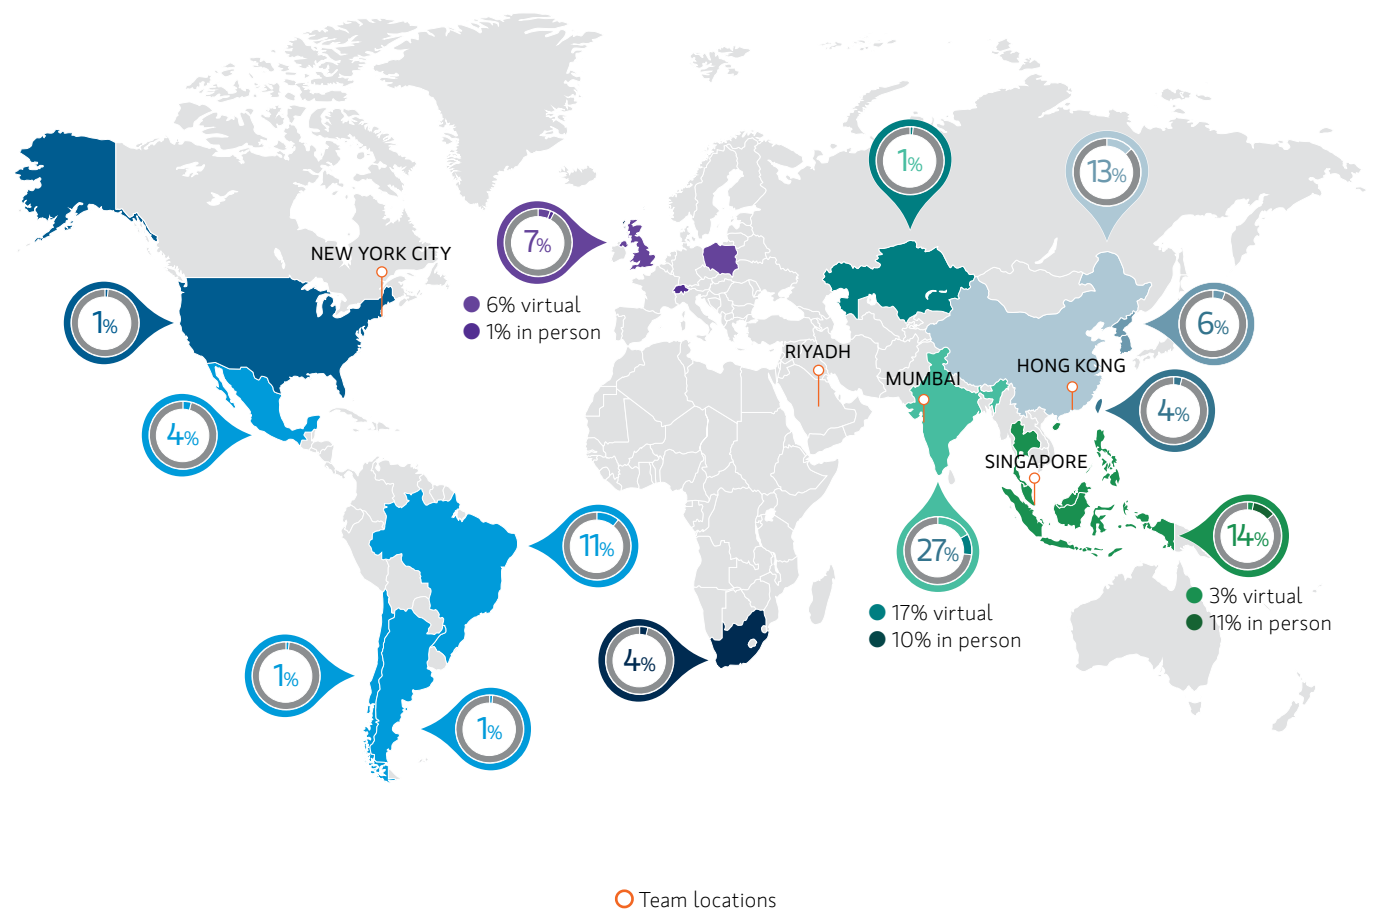 1%
13%
NEW YORK CITY
7%
6% virtual
1% in person
1%
6%
RIYADH
MUMBAI
HONG KONG
4%
4%
SINGAPORE
11%
27%
14%
17% virtual
10% in person
3% virtual
11% in person
4%
1%
1%
Team locations